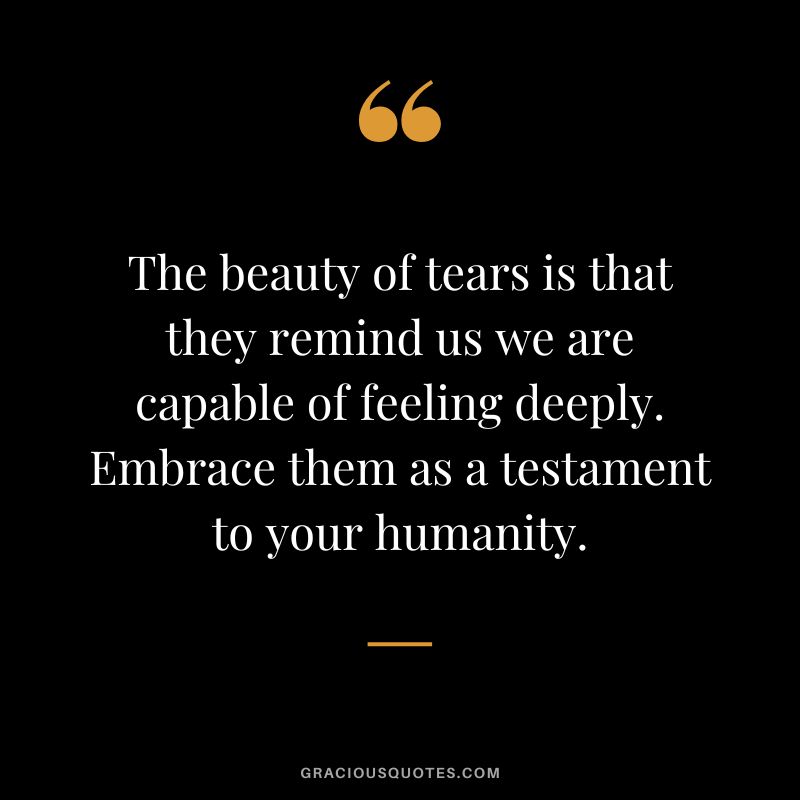 “
The beauty of tears is that
they remind us we are
capable of feeling deeply.
Embrace them as a testament
to your humanity.
GRACIOUSQUOTES.COM